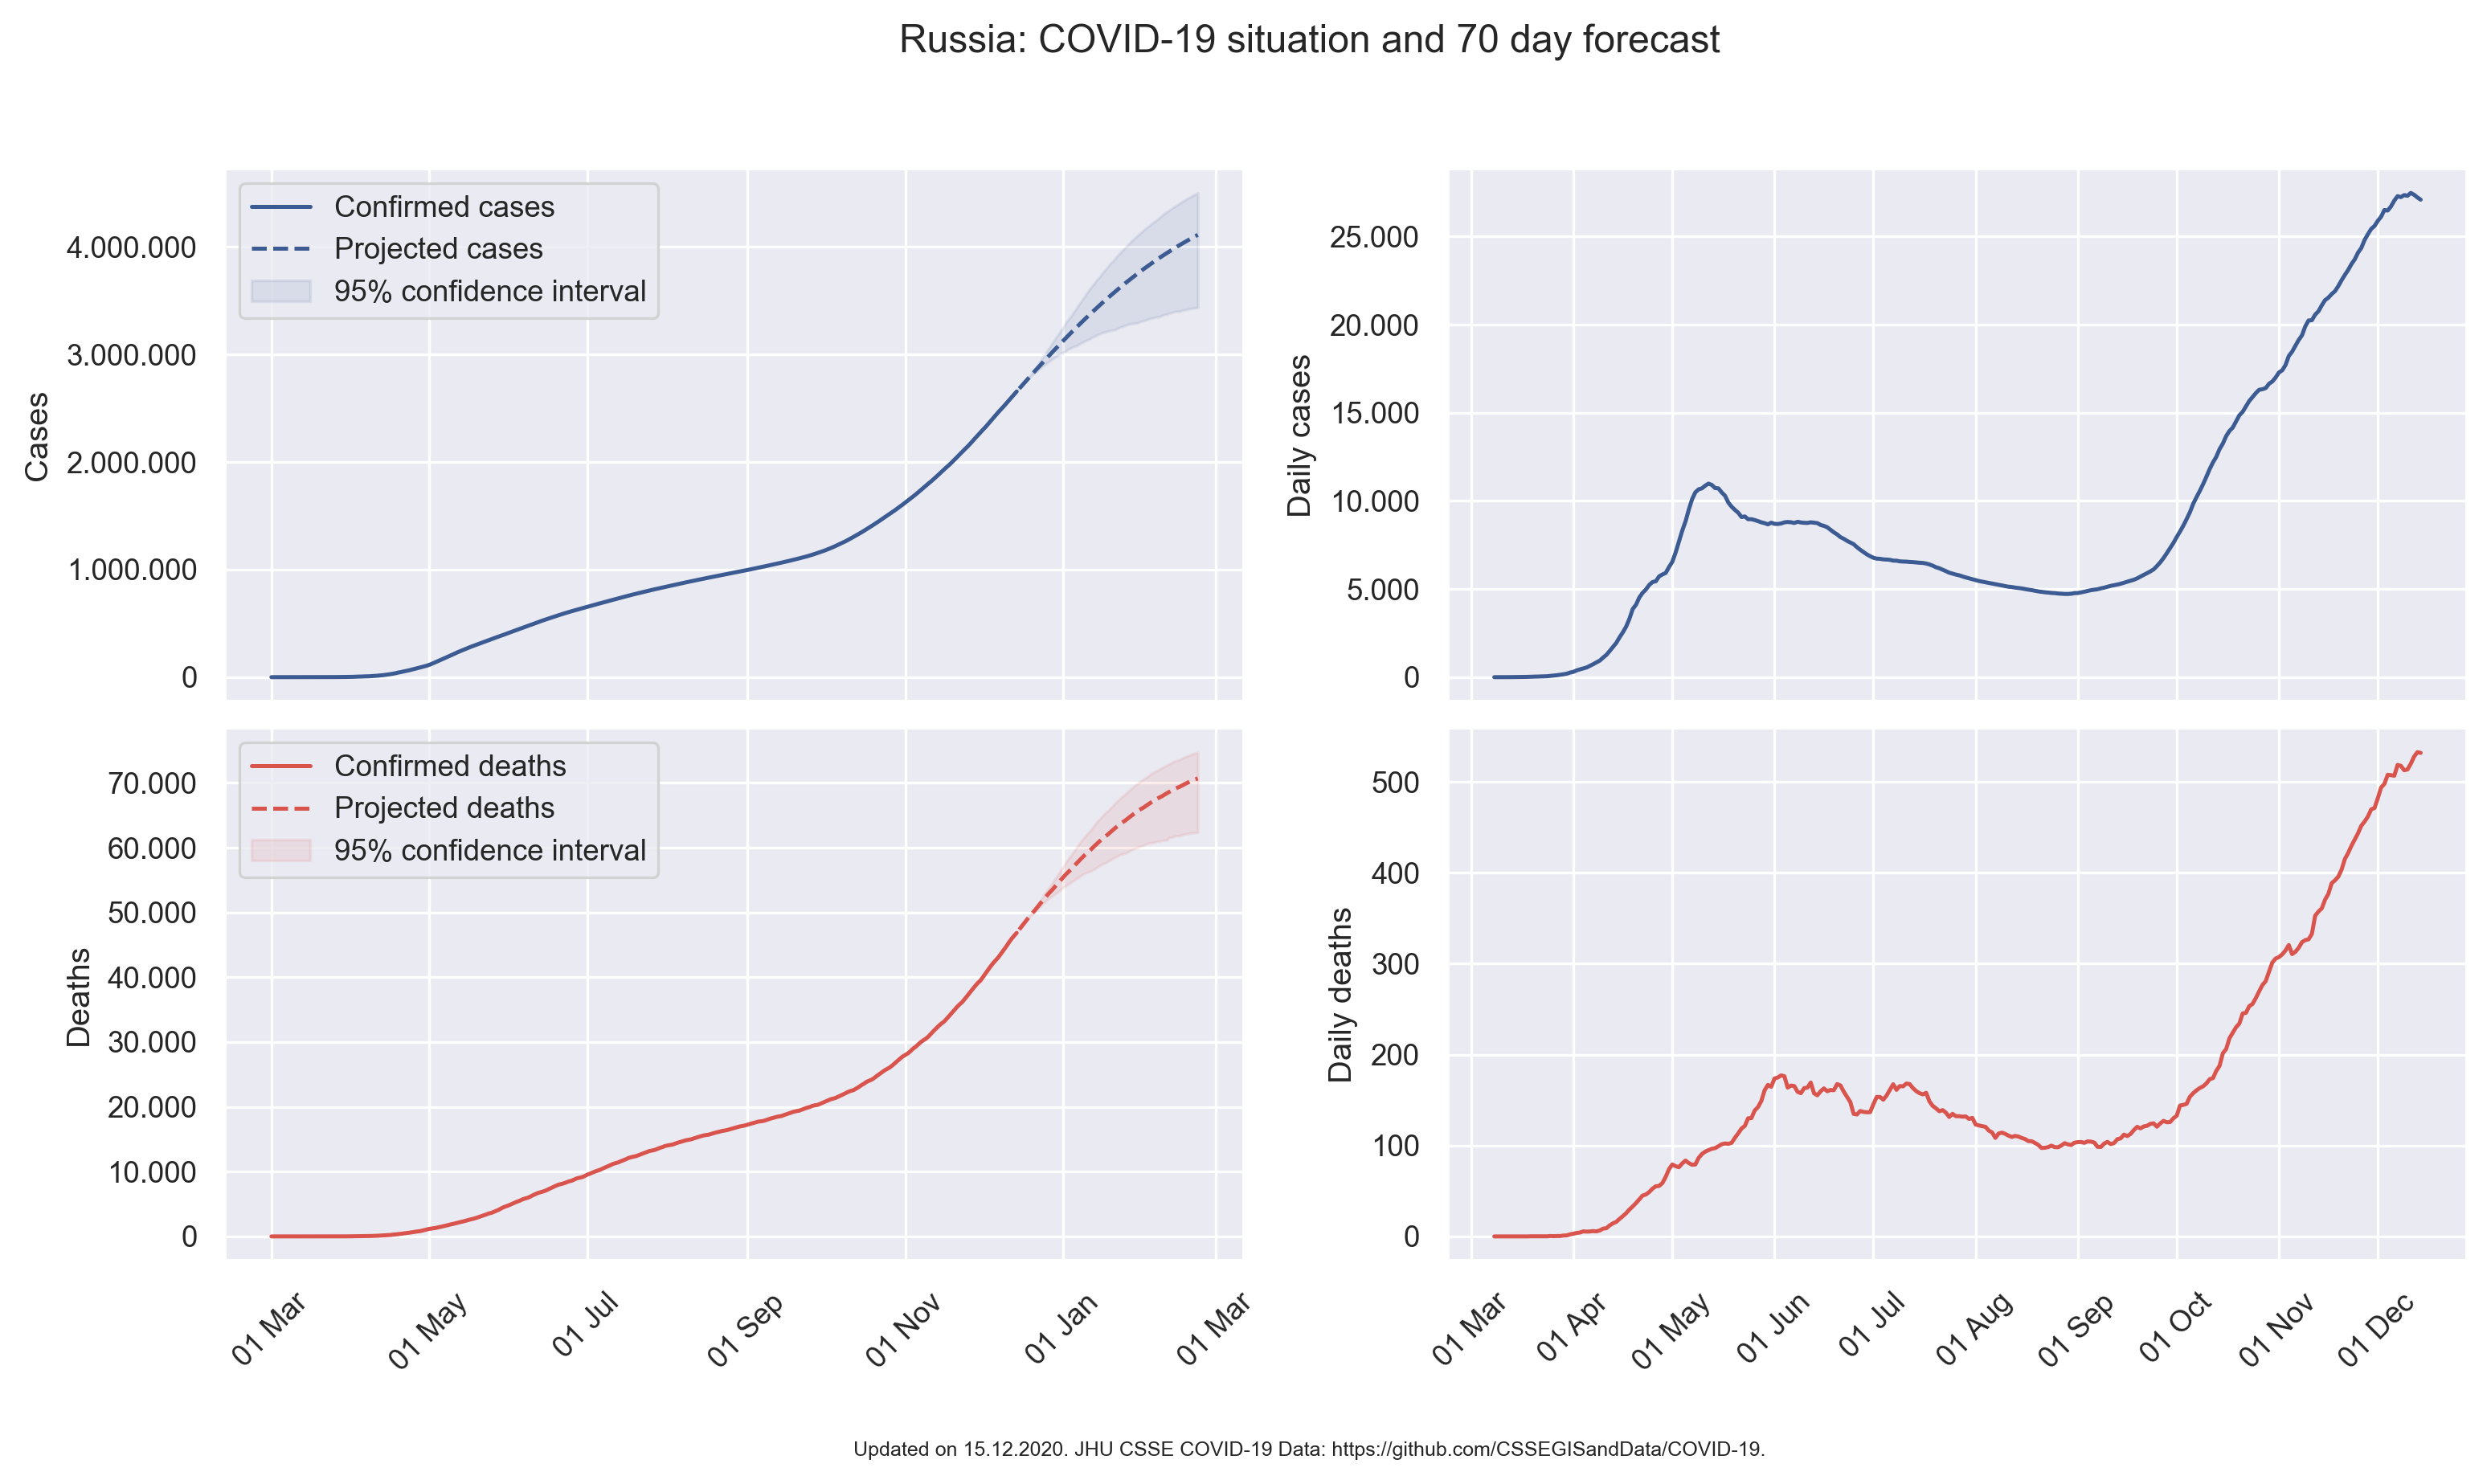 Russia: COVID-19 situation and 70 day forecast
Confirmed cases
Projected cases
95% confidence interval
Cases
4.000.000
3.000.000
2.000.000
1.000.000
0
Daily cases
25.000
20.000
15.000
10.000
5.000
0
Confirmed deaths
Projected deaths
95% confidence interval
Deaths
70.000
60.000
50.000
40.000
30.000
20.000
10.000
0
01 Mar
01 May
01 Jul
01 Sep
01 Nov
01 Jan
01 Mar
Daily deaths
500
400
300
200
100
0
01 Mar
01 Apr
01 May
01 Jun
01 Jul
01 Aug
01 Sep
01 Oct
01 Nov
01 Dec
Updated on 15.12.2020. JHU CSSE COVID-19 Data: https://github.com/CSSEGISandData/COVID-19.